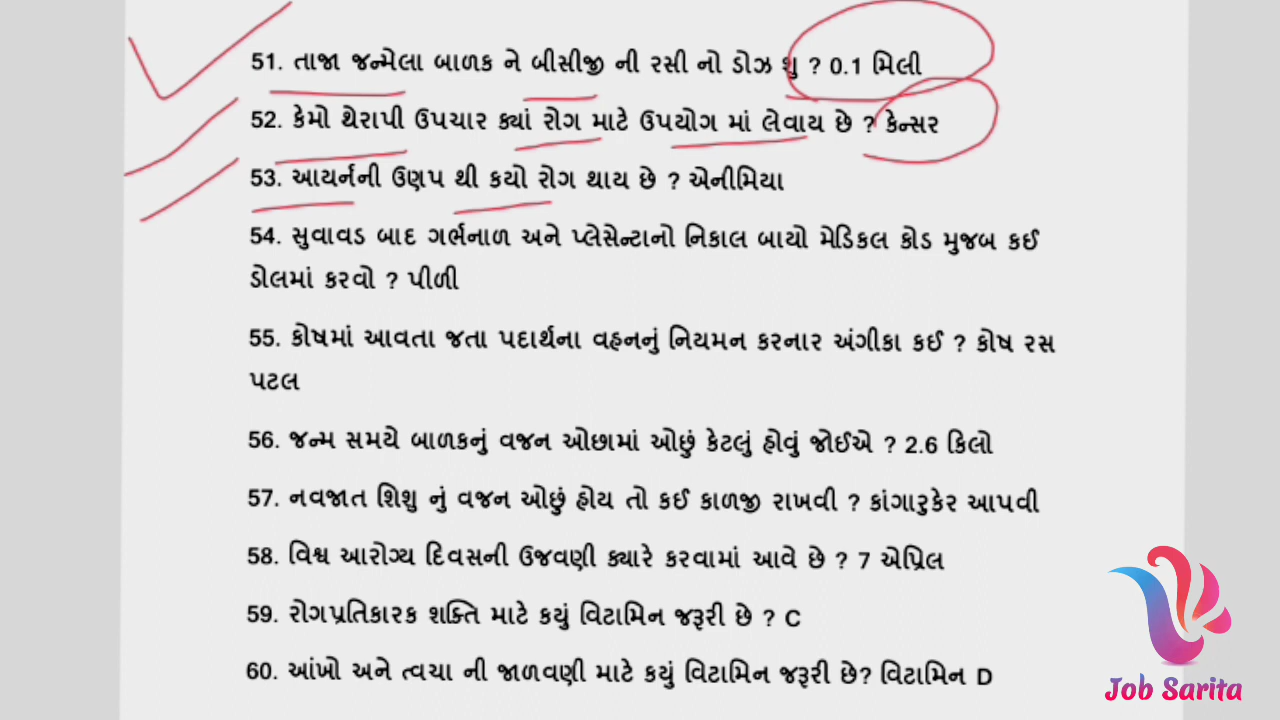 51. તાજા જન્મેલા બાળક ને બીસીજી ની રસી નો ડોઝ શુ ? 0.1 મિલી
52. કેમો થેરાપી ઉપચાર ક્યાં રોગ માટે ઉપયોગ માં લેવાય છે ? કેન્સર
53. આયર્નની ઉણપ થી કયો રોગ થાય છે ? એનીમિયા
54. સુવાવડ બાદ ગર્ભનાળ અને પ્લેસેન્ટાનો નિકાલ બાયો મેડિકલ કોડ મુજબ કઈ
ડોલમાં કરવો ? પીળી
55. કોષમાં આવતા જતા પદાર્થના વહનનું નિયમન કરનાર અંગીકા કઈ ? કોષ રસ
પટલ
56. જન્મ સમયે બાળકનું વજન ઓછામાં ઓછું કેટલું હોવું જોઈએ ? 2.6 કિલો
57. નવજાત શિશુ નું વજન ઓછું હોય તો કઈ કાળજી રાખવી ? કાંગારુકેર આપવી
58. વિશ્વ આરોગ્ય દિવસની ઉજવણી ક્યારે કરવામાં આવે છે ? 7 એપ્રિલ
59. રોગપ્રતિકારક શક્તિ માટે કયું વિટામિન જરૂરી છે ? C
60. આંખો અને ત્વચા ની જાળવણી માટે કયું વિટામિન જરૂરી છે? વિટામિન D
Job Sarita